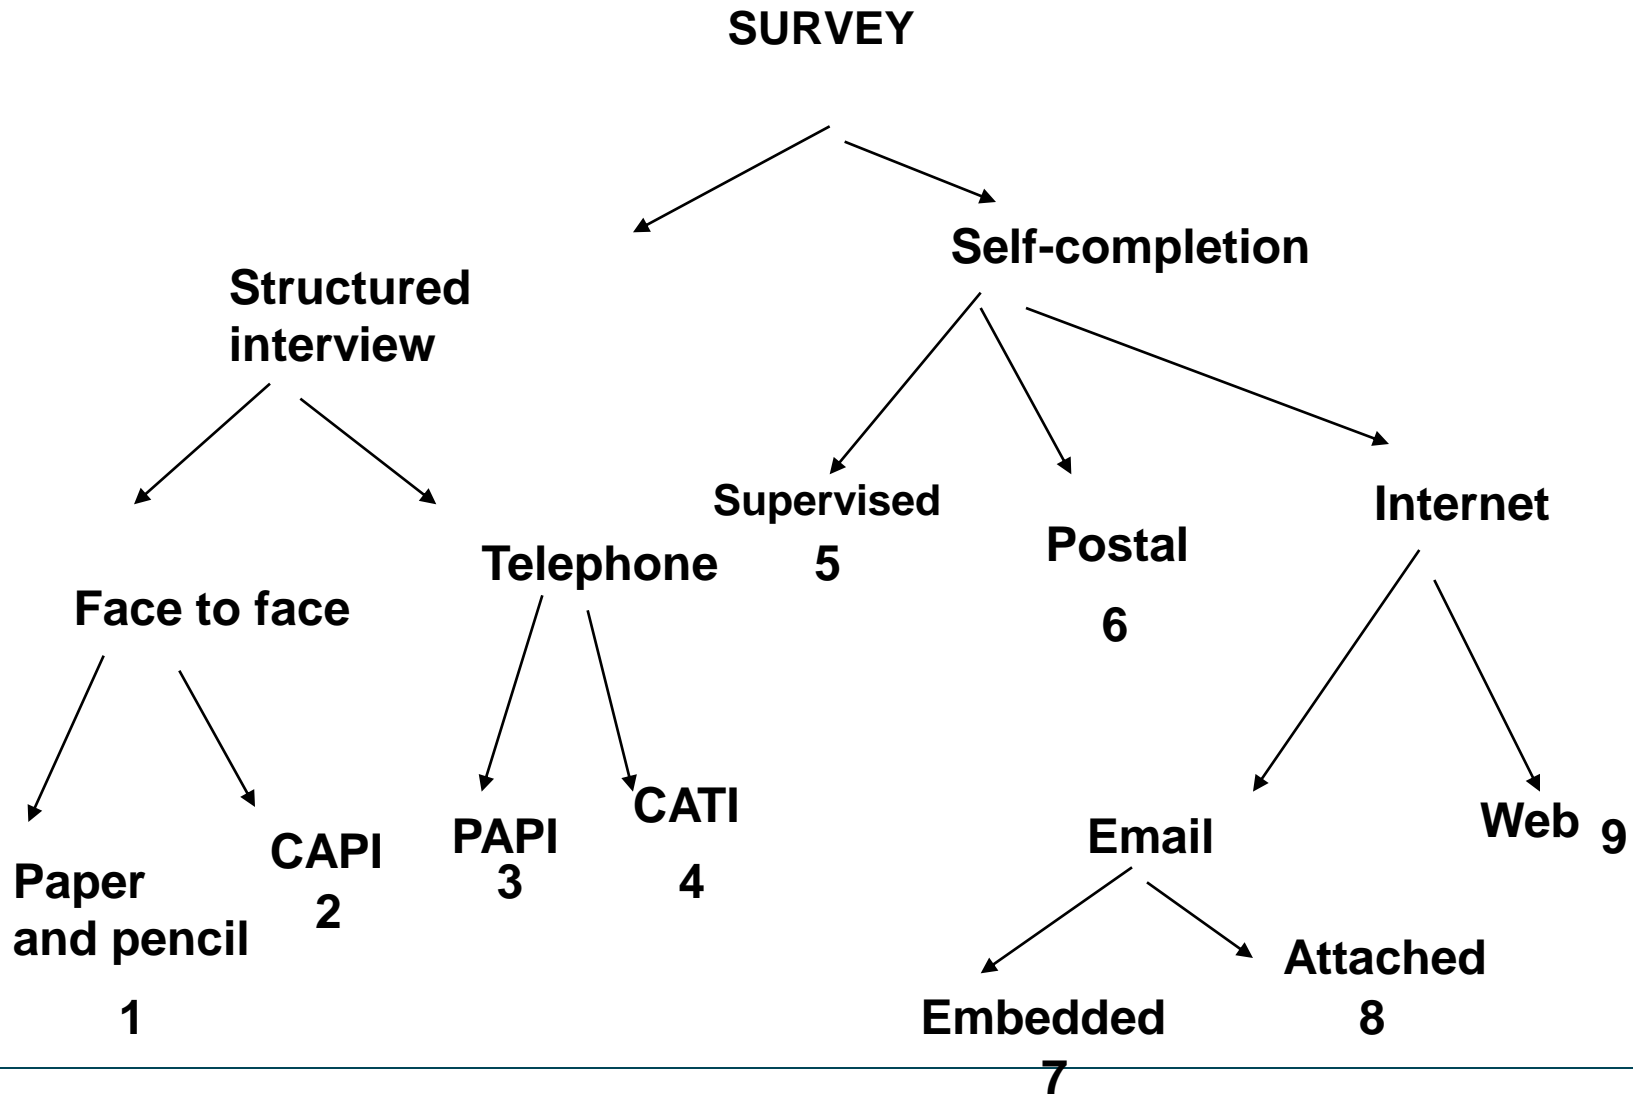 SURVEY
Self-completion
Structured
interview
Supervised
5
Internet
Postal
6
Telephone
Face to face
CATI
4
PAPI
3
CAPI
2
Paper
and pencil
1
Email
Web 9
Attached
8
Embedded
7